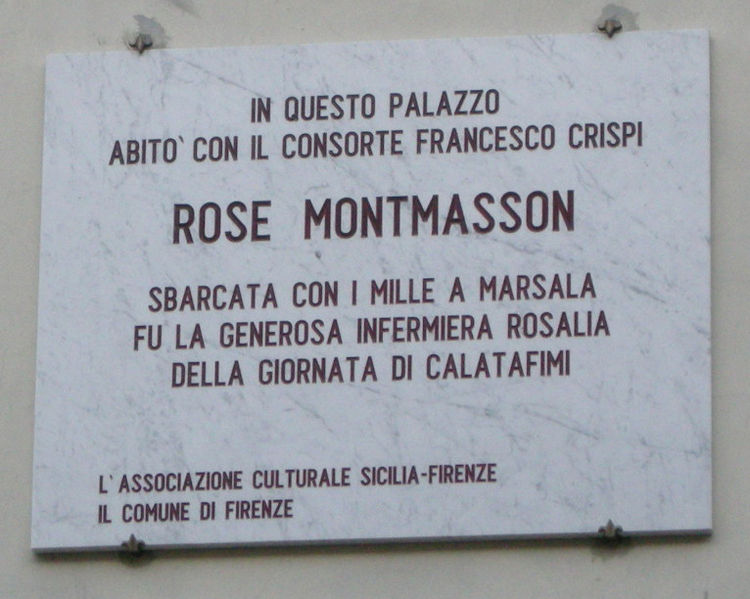 IN QUESTO PALAZZO
ABITO` CON IL CONSORTE FRANCESCO CRISPI
ROSE MONTMASSON
SBARCATA CON I MILLE A MARSALA
FU LA GENEROSA INFERMIERA ROSALIA
DELLA GIORNATA DI CALATAFIMI
L'ASSOCIAZIONE CULTURALE SICILIA-FIRENZE
IL COMUNE DI FIRENZE